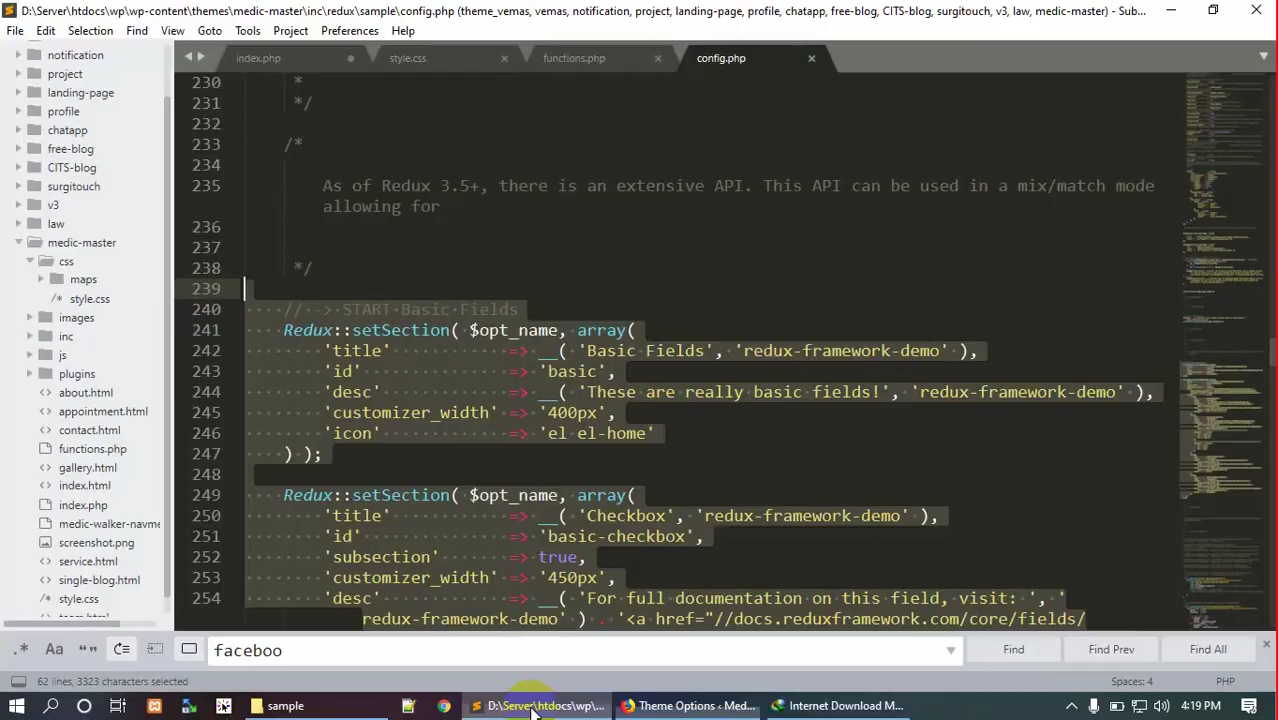 D:\Server\htdocs\wp-content\themes\medic-master\inc\redux\sample\config.php (theme_vemas, vemas, notification, project, landing-page, profile, chatapp, free-blog, CITS-blog, surgitouch, v3, law, medic-master) - Sub...
File Edit Selection Find View Goto Tools Project Preferences Help
notification
project
landing-page
profile
chatapp
free-blog
CITS-blog
surgitouch
v3
law
medic-master
css
maps
/* style.css
images
inc
js
plugins
<> about.html
<> appointment.html
<> contact.html
<> functions.php
<> gallery.html
<> index.html
<> index.php
medic-walker-navme
screenshot.png
<> service.html
<> single-blog.html
/* style.css
<> team.html
index.php style.css functions.php config.php
230 *
231 */
232
233 /*
234
235 As of Redux 3.5+, there is an extensive API. This API can be used in a mix/match mode
allowing for
236
237
238 */
239
240 // -> START Basic Fields
241 Redux::setSection( $opt_name, array(
242 'title' => __( 'Basic Fields', 'redux-framework-demo' ),
243 'id' => 'basic',
244 'desc' => __( 'These are really basic fields!', 'redux-framework-demo' ),
245 'customizer_width' => '400px',
246 'icon' => 'el el-home'
247 ) );
248
249 Redux::setSection( $opt_name, array(
250 'title' => __( 'Checkbox', 'redux-framework-demo' ),
251 'id' => 'basic-checkbox',
252 'subsection' => true,
253 'customizer_width' => '450px',
254 'desc' => __( 'For full documentation on this field, visit: ', '
redux-framework-demo' ) . '<a href="//docs.reduxframework.com/core/fields/
.* Aa “” faceboo Find Find Prev Find All
62 lines, 3323 characters selected Spaces: 4 PHP
sample D:\Server\htdocs\wp\... Theme Options ‹ Med... Internet Download M... 4:19 PM